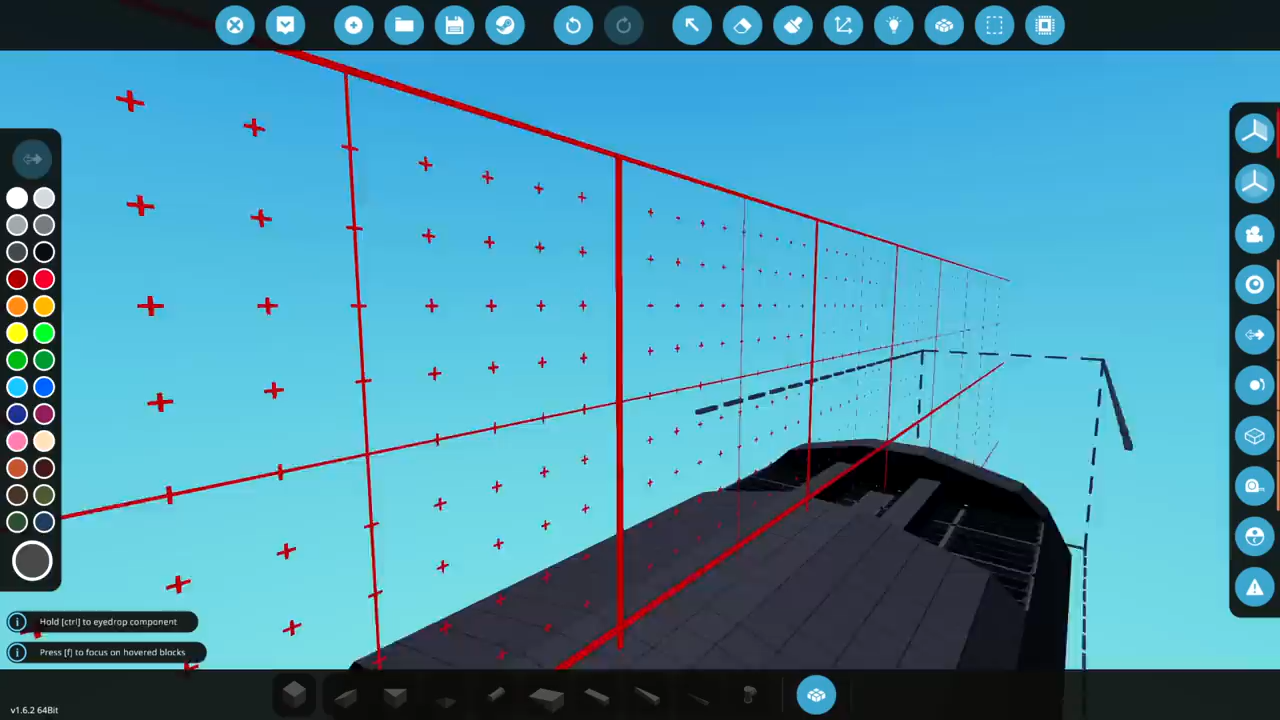 Hold [ctrl] to eyedrop component
Press [f] to focus on hovered blocks
v1.6.2 64Bit